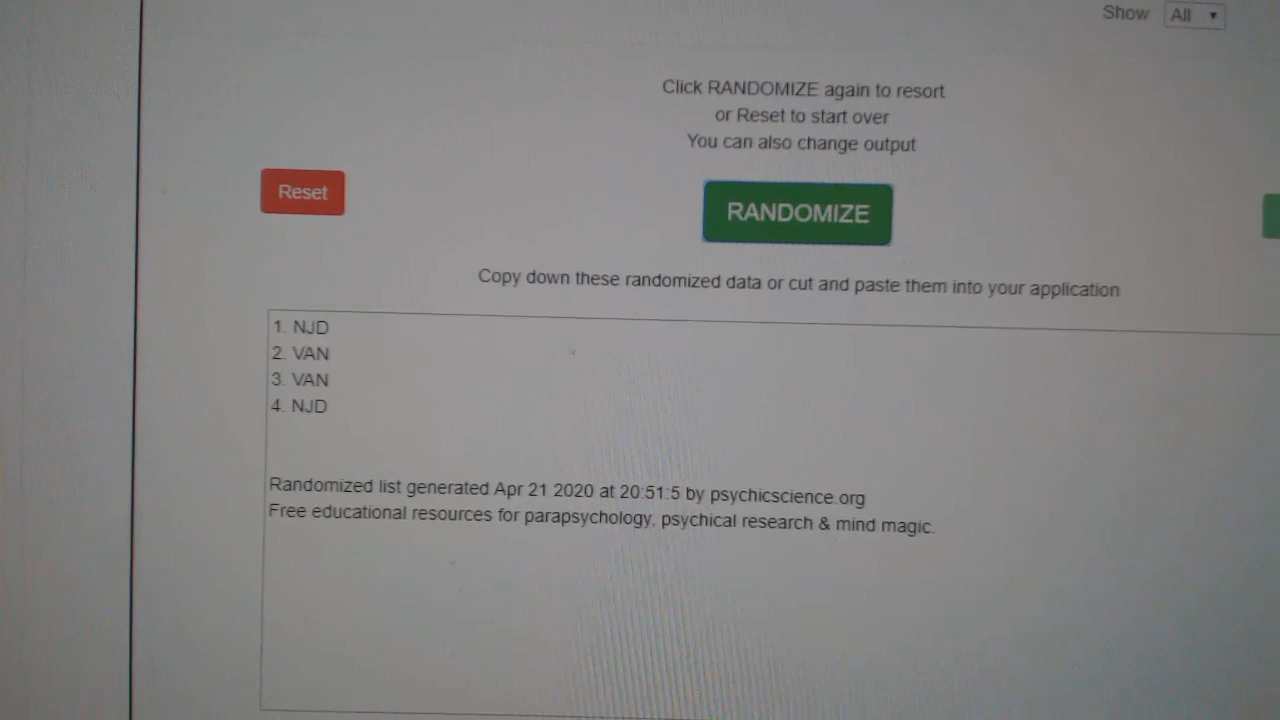 Show All
Click RANDOMIZE again to resort
or Reset to start over
You can also change output
Reset
RANDOMIZE
Copy down these randomized data or cut and paste them into your application
1. NJD
2. VAN
3. VAN
4. NJD
Randomized list generated Apr 21 2020 at 20:51:5 by psychicscience.org
Free educational resources for parapsychology, psychical research & mind magic.